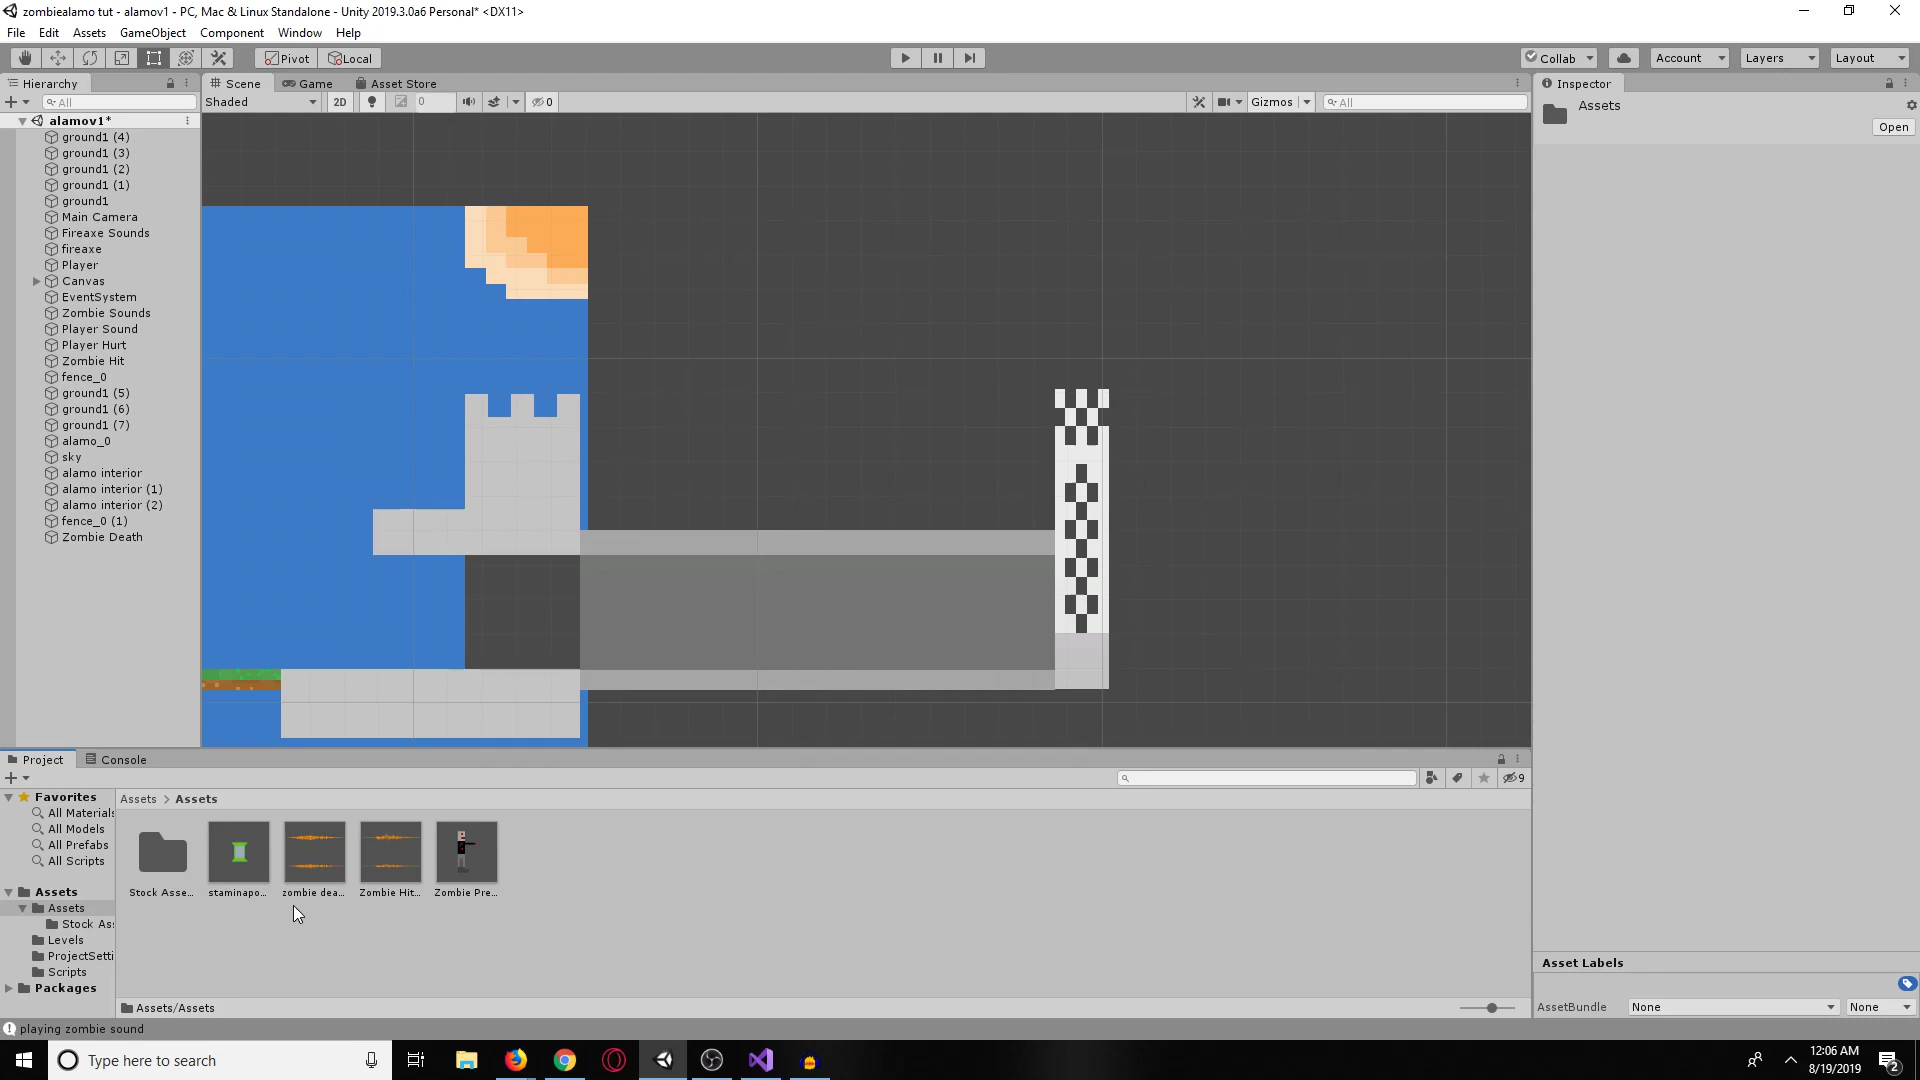 zombiealamo tut - alamov1 - PC, Mac & Linux Standalone - Unity 2019.3.0a6 Personal* <DX11>
File Edit Assets GameObject Component Window Help
Pivot Local Collab Account Layers Layout
Hierarchy Scene Game Asset Store Inspector
All Shaded 2D 0 0 Gizmos All Assets
Open
alamov1*
ground1 (4)
ground1 (3)
ground1 (2)
ground1 (1)
ground1
Main Camera
Fireaxe Sounds
fireaxe
Player
Canvas
EventSystem
Zombie Sounds
Player Sound
Player Hurt
Zombie Hit
fence_0
ground1 (5)
ground1 (6)
ground1 (7)
alamo_0
sky
alamo interior
alamo interior (1)
alamo interior (2)
fence_0 (1)
Zombie Death
Project Console
9
Favorites
All Materials
All Models
All Prefabs
All Scripts
Assets
Assets
Stock Ass
Levels
ProjectSetti
Scripts
Packages
Assets > Assets
Stock Asse... staminapo... zombie dea... Zombie Hit... Zombie Pre...
Assets/Assets
Asset Labels
AssetBundle None None
playing zombie sound
Type here to search
12:06 AM
8/19/2019
2